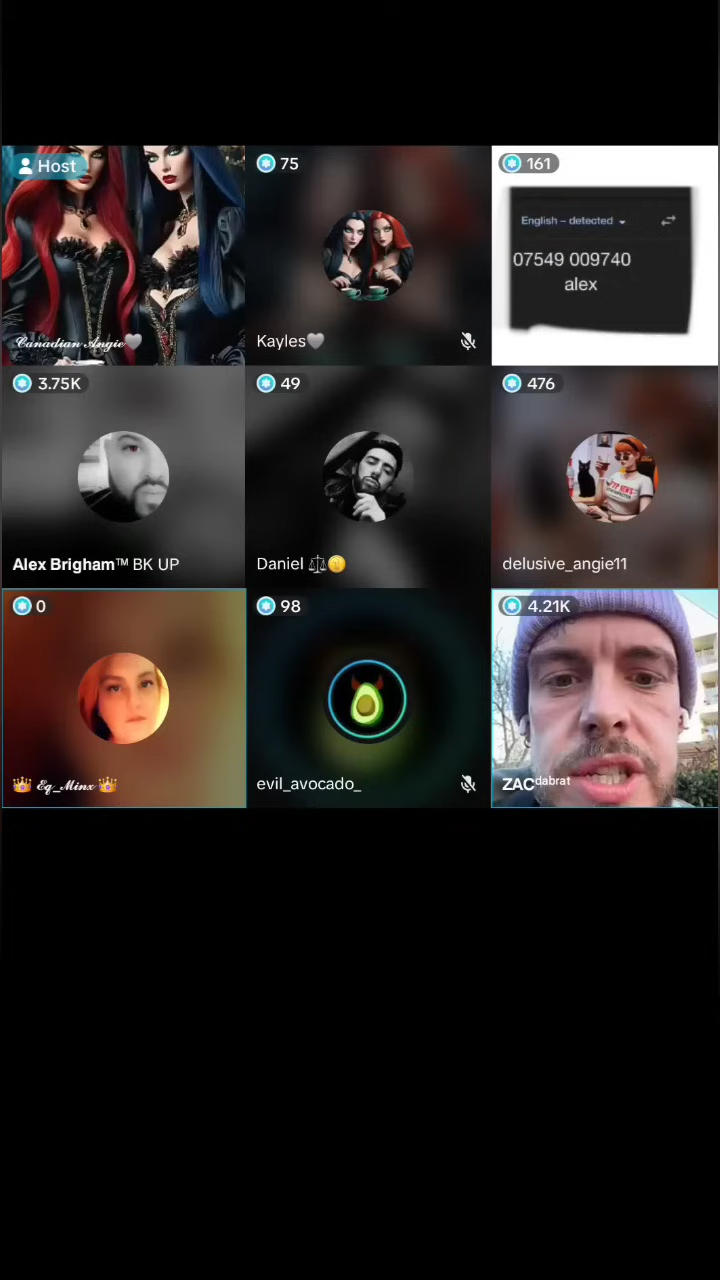 Host
𝒞𝒶𝓃𝒶𝒹𝒾𝒶𝓃 𝒜𝓃𝑔𝒾𝑒🩶
75
Kayles🩶
161
English – detected
07549 009740
alex
3.75K
Alex Brigham™ BK UP
49
Daniel ⚖️🪙
476
delusive_angie11
0
👑 𝓔𝓺_𝓜𝓲𝓷𝔁 👑
98
evil_avocado_
4.21K
ZACᵈᵃᵇʳᵃᵗ